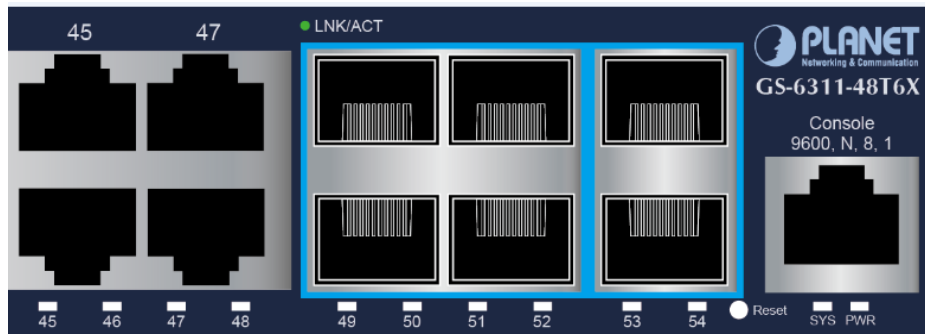 45 47
LNK/ACT
PLANET
Networking & Communication
GS-6311-48T6X
Console
9600, N, 8, 1
45 46 47 48 49 50 51 52 53 54 Reset SYS PWR